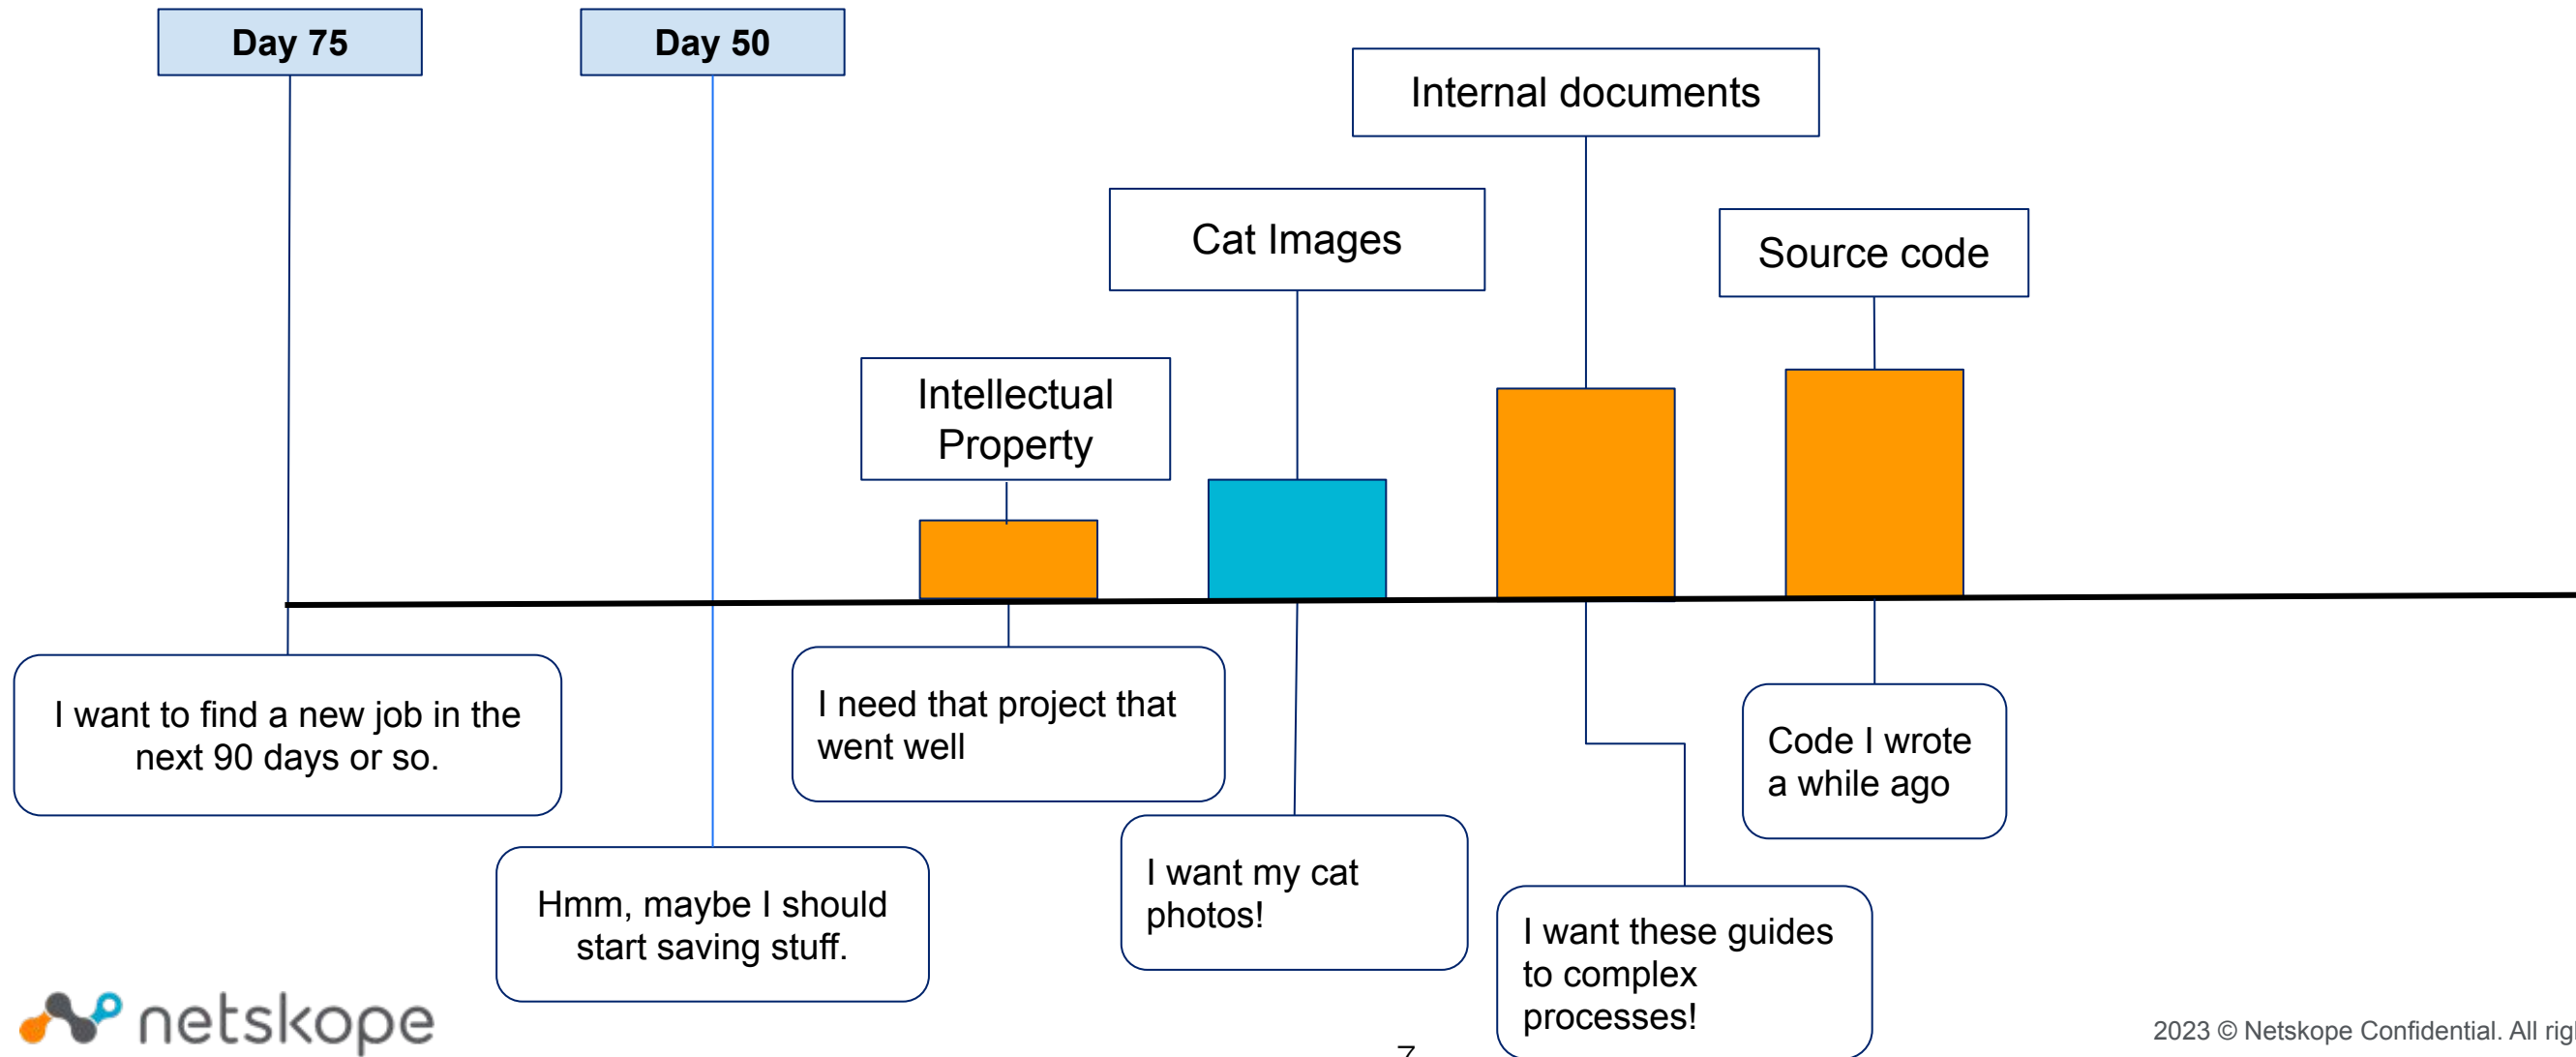 Day 75
Day 50
Internal documents
Cat Images
Source code
Intellectual
Property
I want to find a new job in the
next 90 days or so.
I need that project that
went well
Code I wrote
a while ago
Hmm, maybe I should
start saving stuff.
I want my cat
photos!
I want these guides
to complex
processes!
netskope
2023 © Netskope Confidential. All